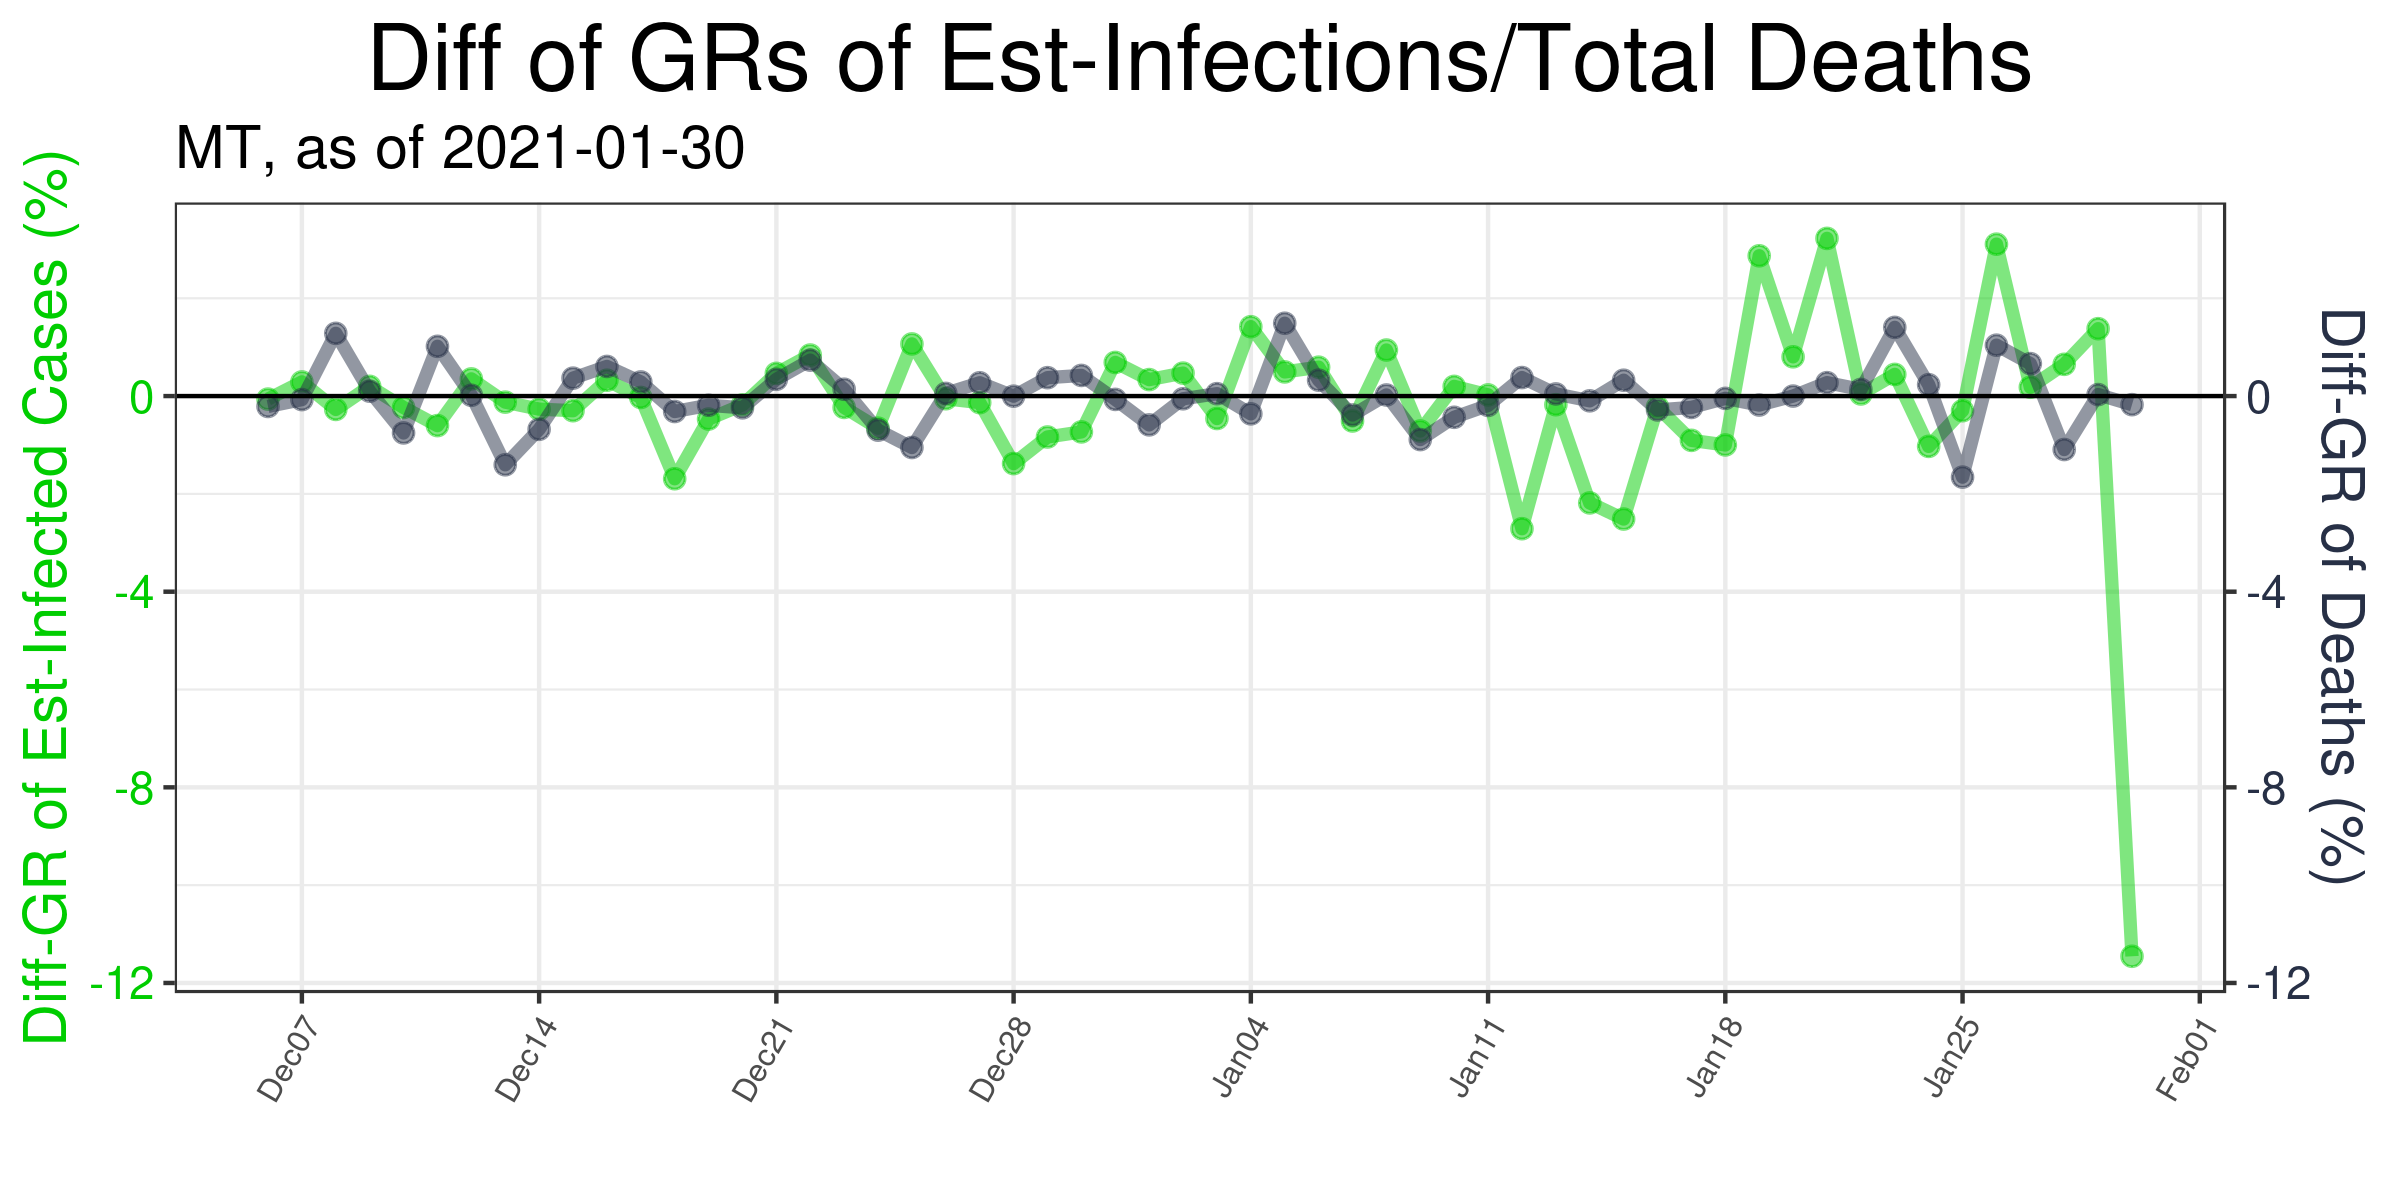 Diff of GRs of Est-Infections/Total Deaths
MT, as of 2021-01-30
Diff-GR of Est-Infected Cases (%)
0
-4
-8
-12
0
-4
-8
-12
Diff-GR of Deaths (%)
Dec07
Dec14
Dec21
Dec28
Jan04
Jan11
Jan18
Jan25
Feb01